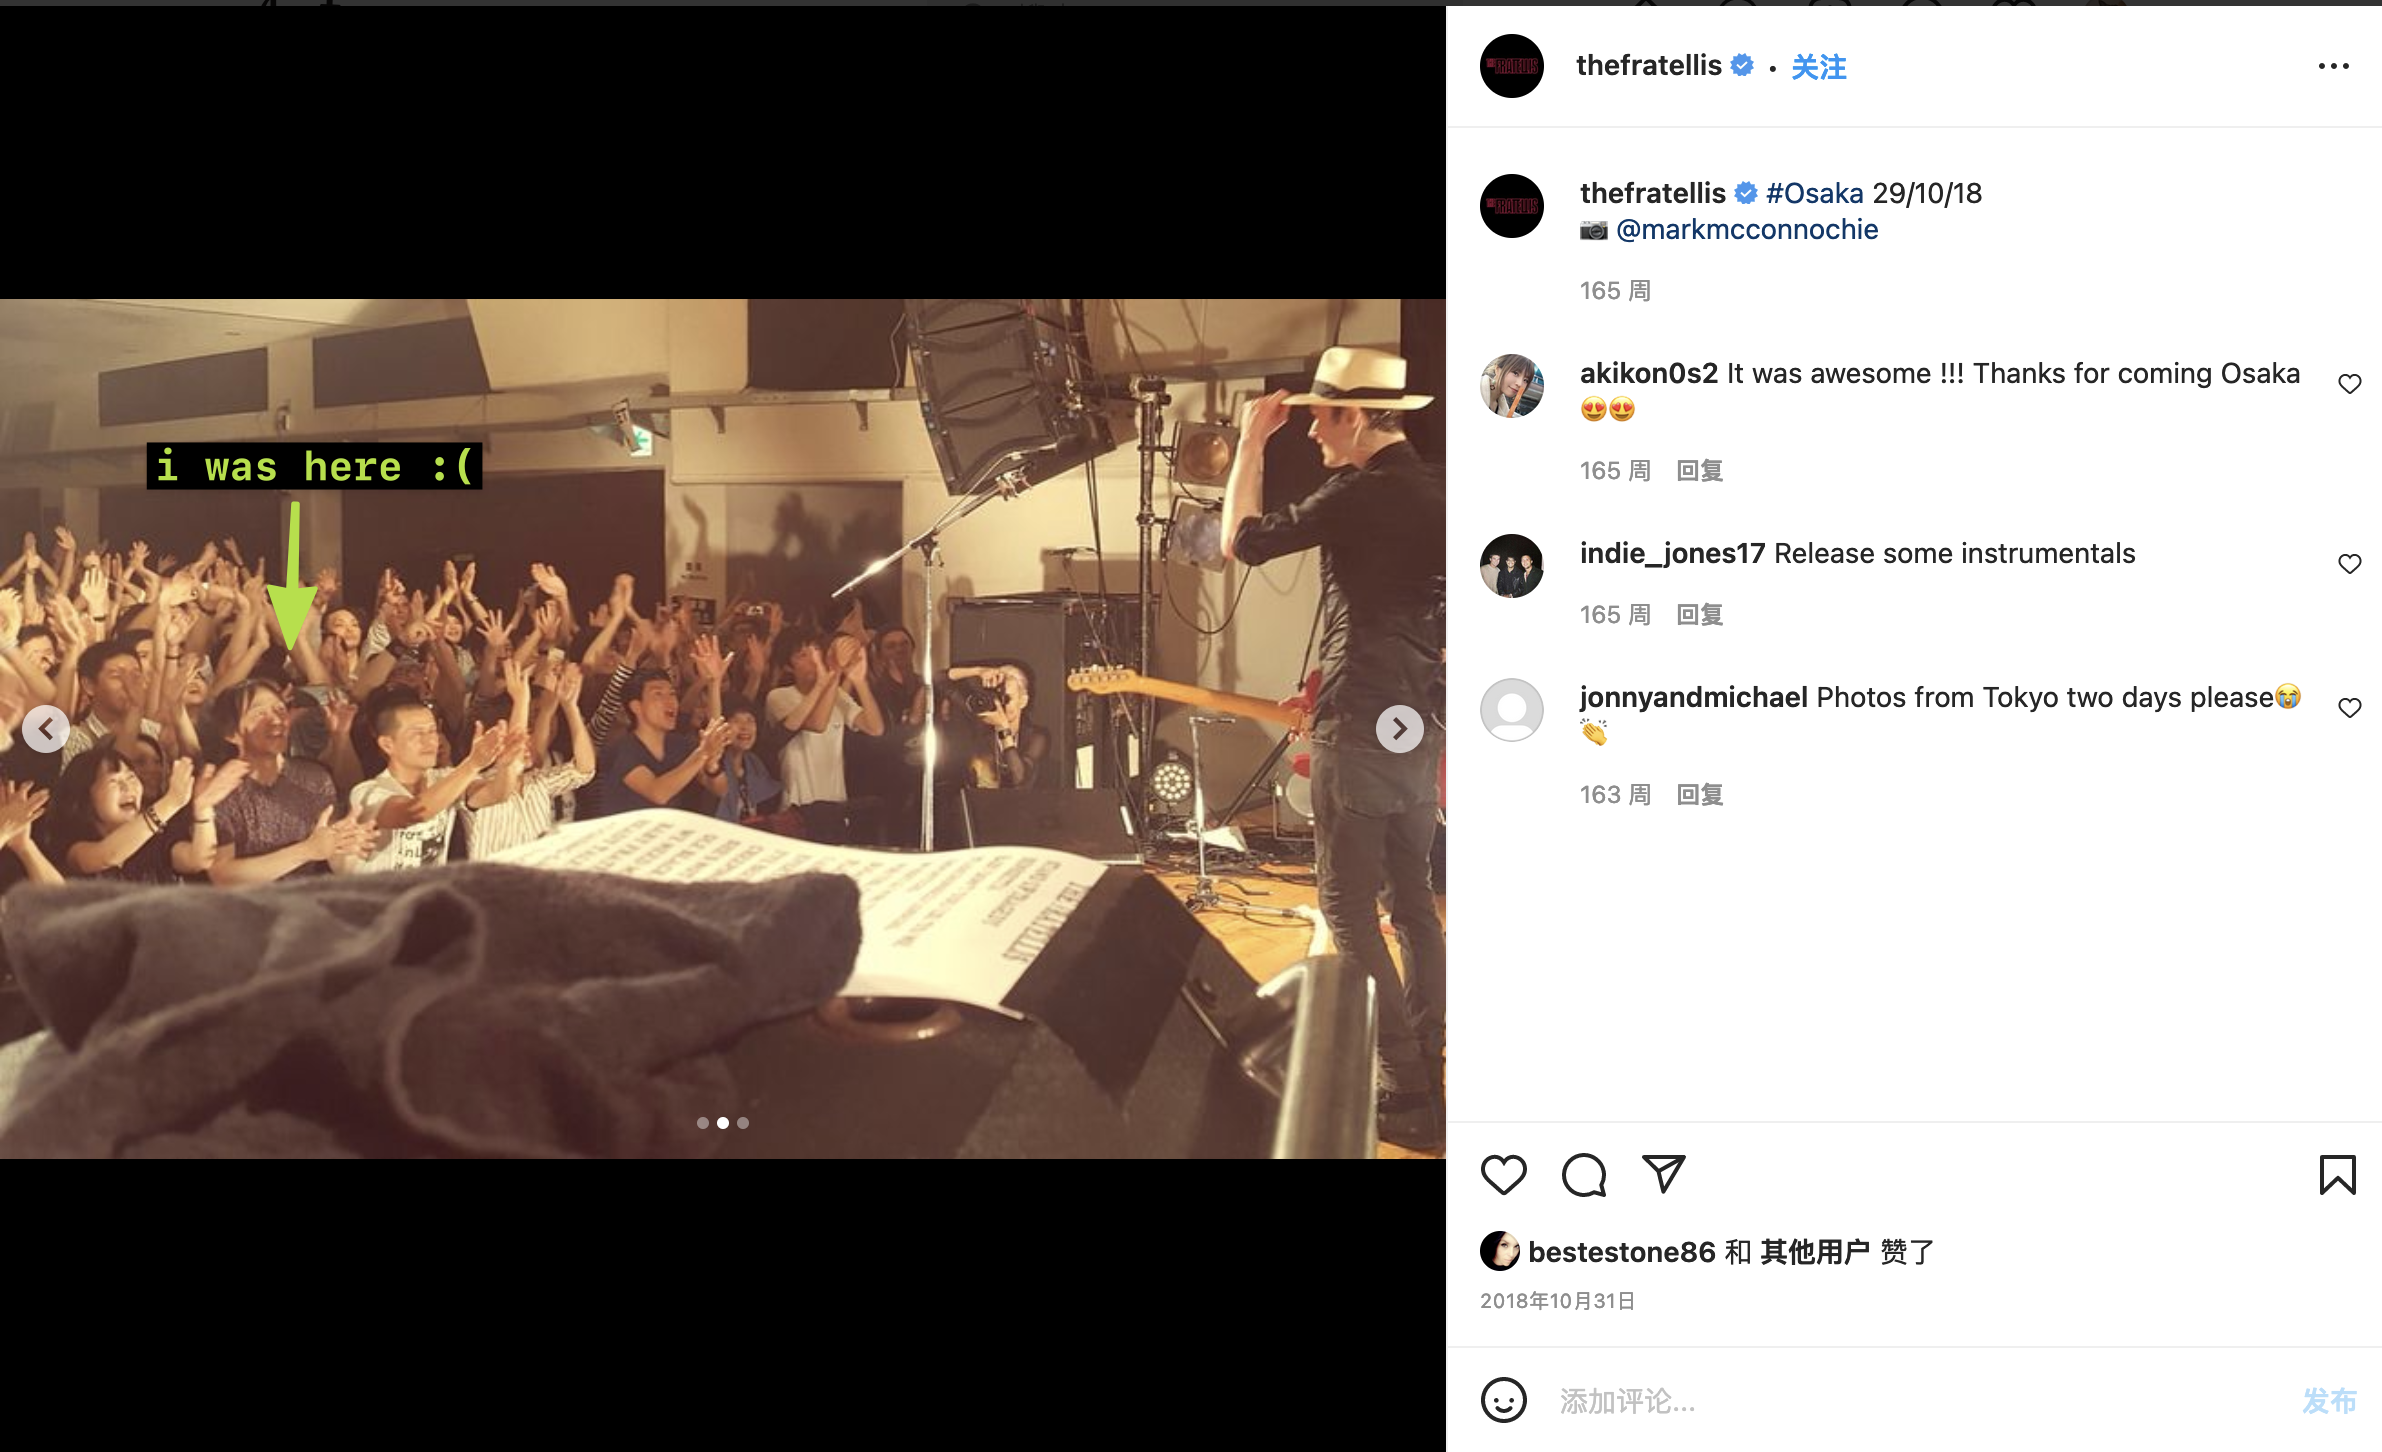 thefratellis • 关注
thefratellis #Osaka 29/10/18
@markmcconnochie
165 周
akikon0s2 It was awesome !!! Thanks for coming Osaka
165 周 回复
indie_jones17 Release some instrumentals
165 周 回复
jonnyandmichael Photos from Tokyo two days please
163 周 回复
bestestone86 和 其他用户 赞了
2018年10月31日
添加评论... 发布
i was here :(
THE FRATELLIS